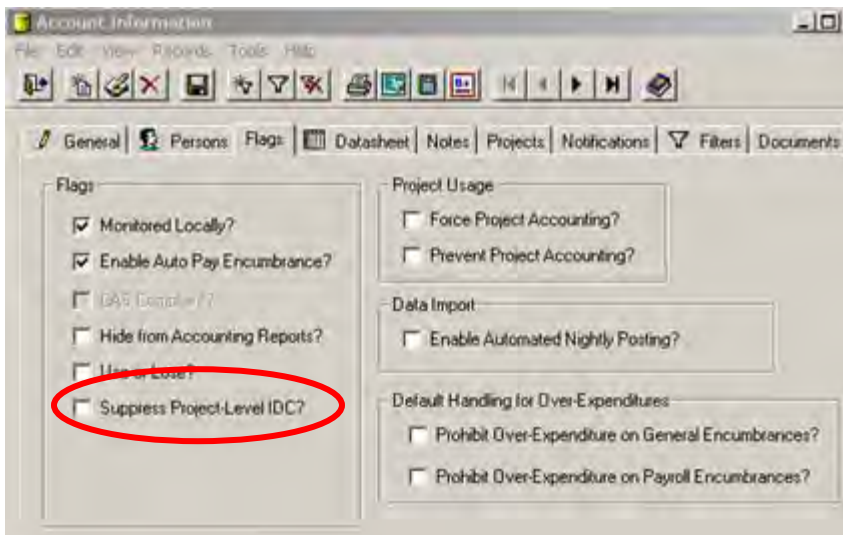 Account Information
File Edit View Records Tools Help
General Persons Flags Datasheet Notes Projects Notifications Filters Documents
Flags
Monitored Locally?
Enable Auto Pay Encumbrance?
Hide from Accounting Reports?
Use or Lose?
Suppress Project-Level IDC?
Project Usage
Force Project Accounting?
Prevent Project Accounting?
Data Import
Enable Automated Nightly Posting?
Default Handling for Over-Expenditures
Prohibit Over-Expenditure on General Encumbrances?
Prohibit Over-Expenditure on Payroll Encumbrances?